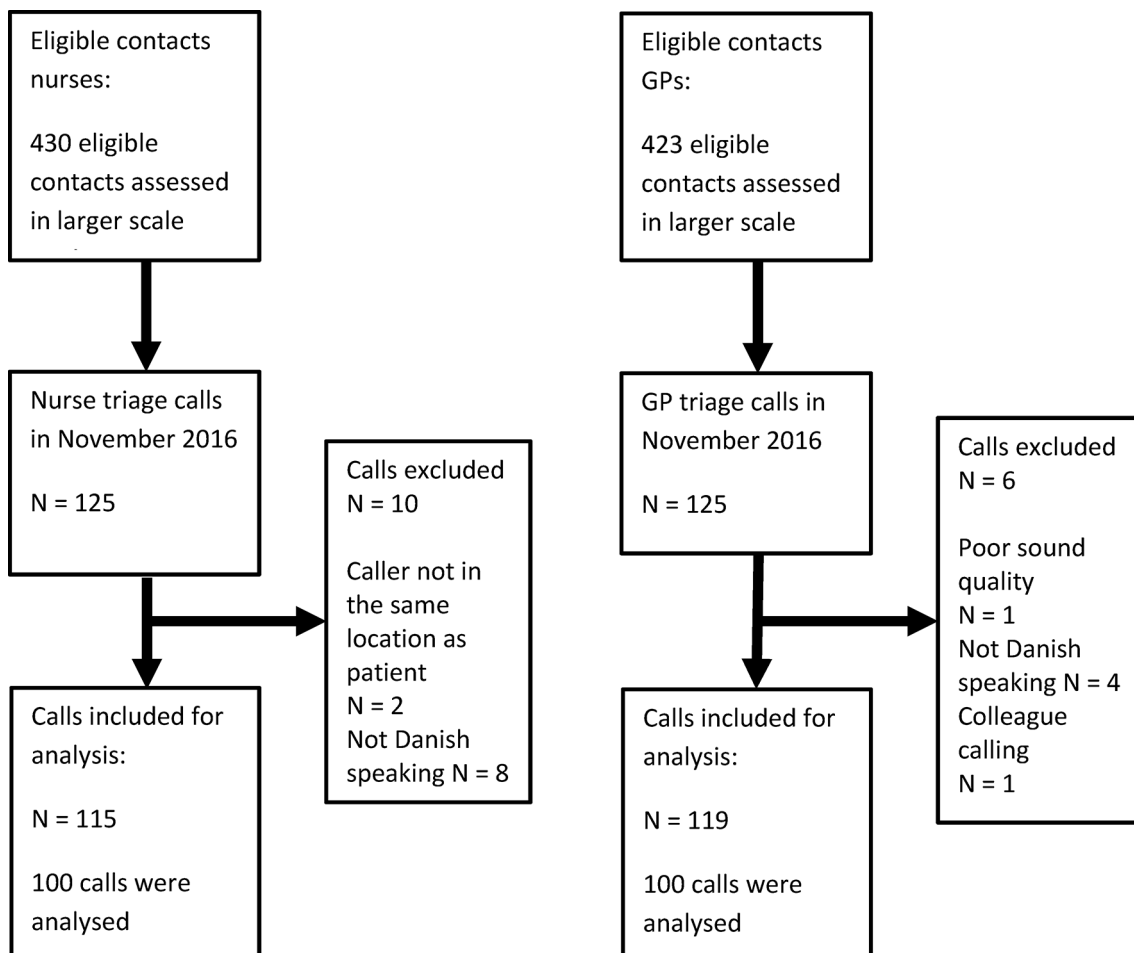 Eligible contacts
nurses:
430 eligible
contacts assessed
in larger scale
Nurse triage calls
in November 2016
N = 125
Calls excluded
N = 10
Caller not in
the same
location as
patient
N = 2
Not Danish
speaking N = 8
Calls included for
analysis:
N = 115
100 calls were
analysed
Eligible contacts
GPs:
423 eligible
contacts assessed
in larger scale
GP triage calls in
November 2016
N = 125
Calls excluded
N = 6
Poor sound
quality
N = 1
Not Danish
speaking N = 4
Colleague
calling
N = 1
Calls included for
analysis:
N = 119
100 calls were
analysed